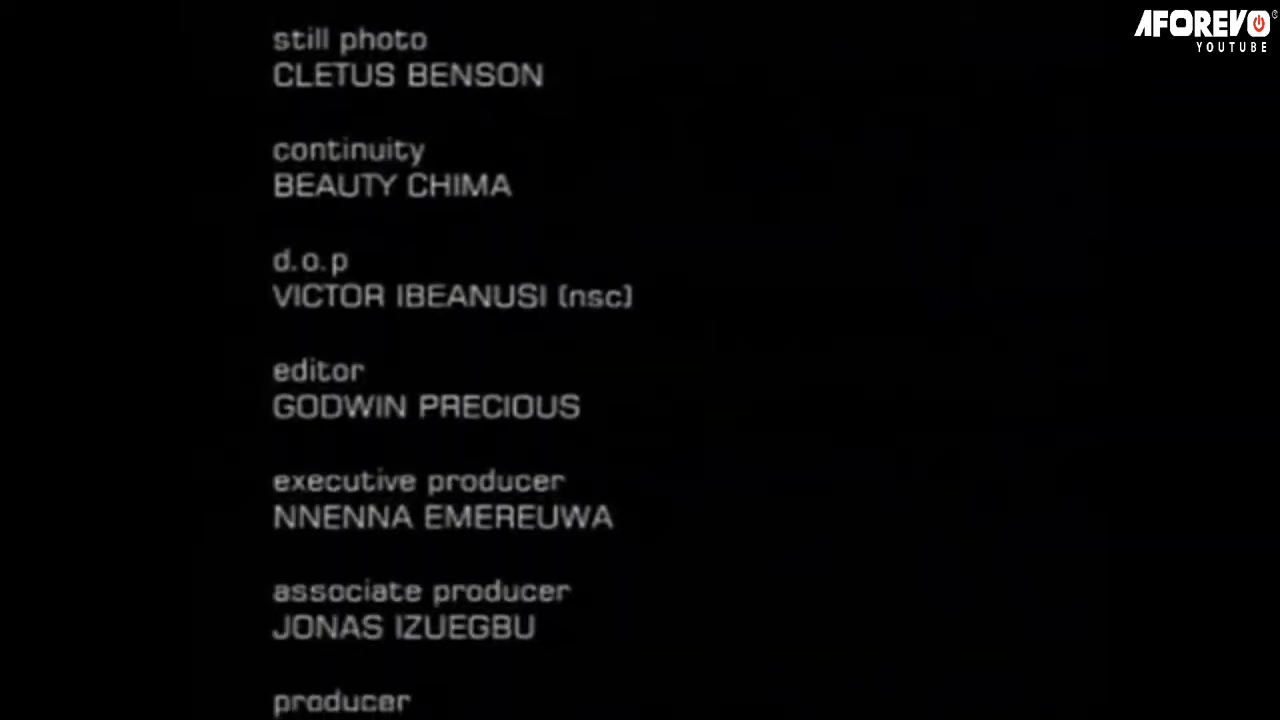 AFOREVO
YOUTUBE
still photo
CLETUS BENSON
continuity
BEAUTY CHIMA
d.o.p
VICTOR IBEANUSI (nsc)
editor
GODWIN PRECIOUS
executive producer
NNENNA EMEREUWA
associate producer
JONAS IZUEGBU
producer